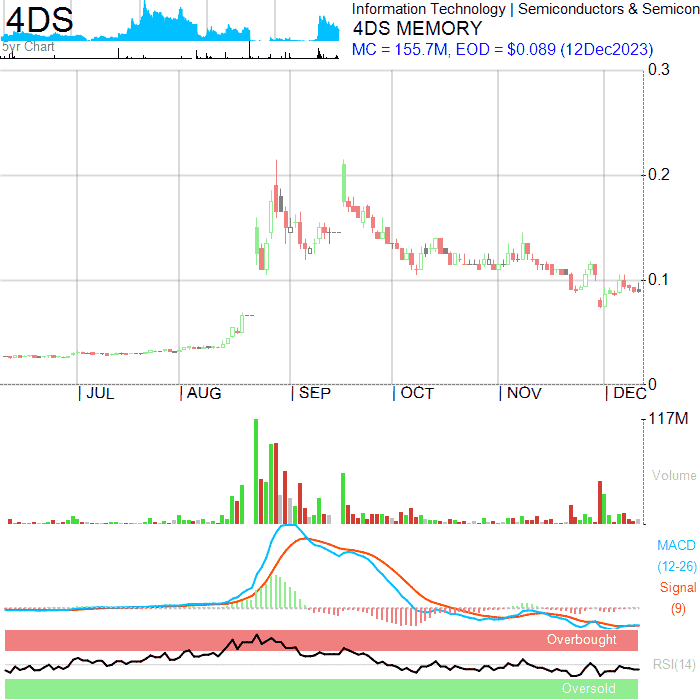 4DS
5yr Chart
Information Technology | Semiconductors & Semicon
4DS MEMORY
MC = 155.7M, EOD = $0.089 (12Dec2023)
0.3
0.2
0.1
0
| JUL | AUG | SEP | OCT | NOV | DEC
117M
Volume
MACD
(12-26)
Signal
(9)
Overbought
RSI(14)
Oversold